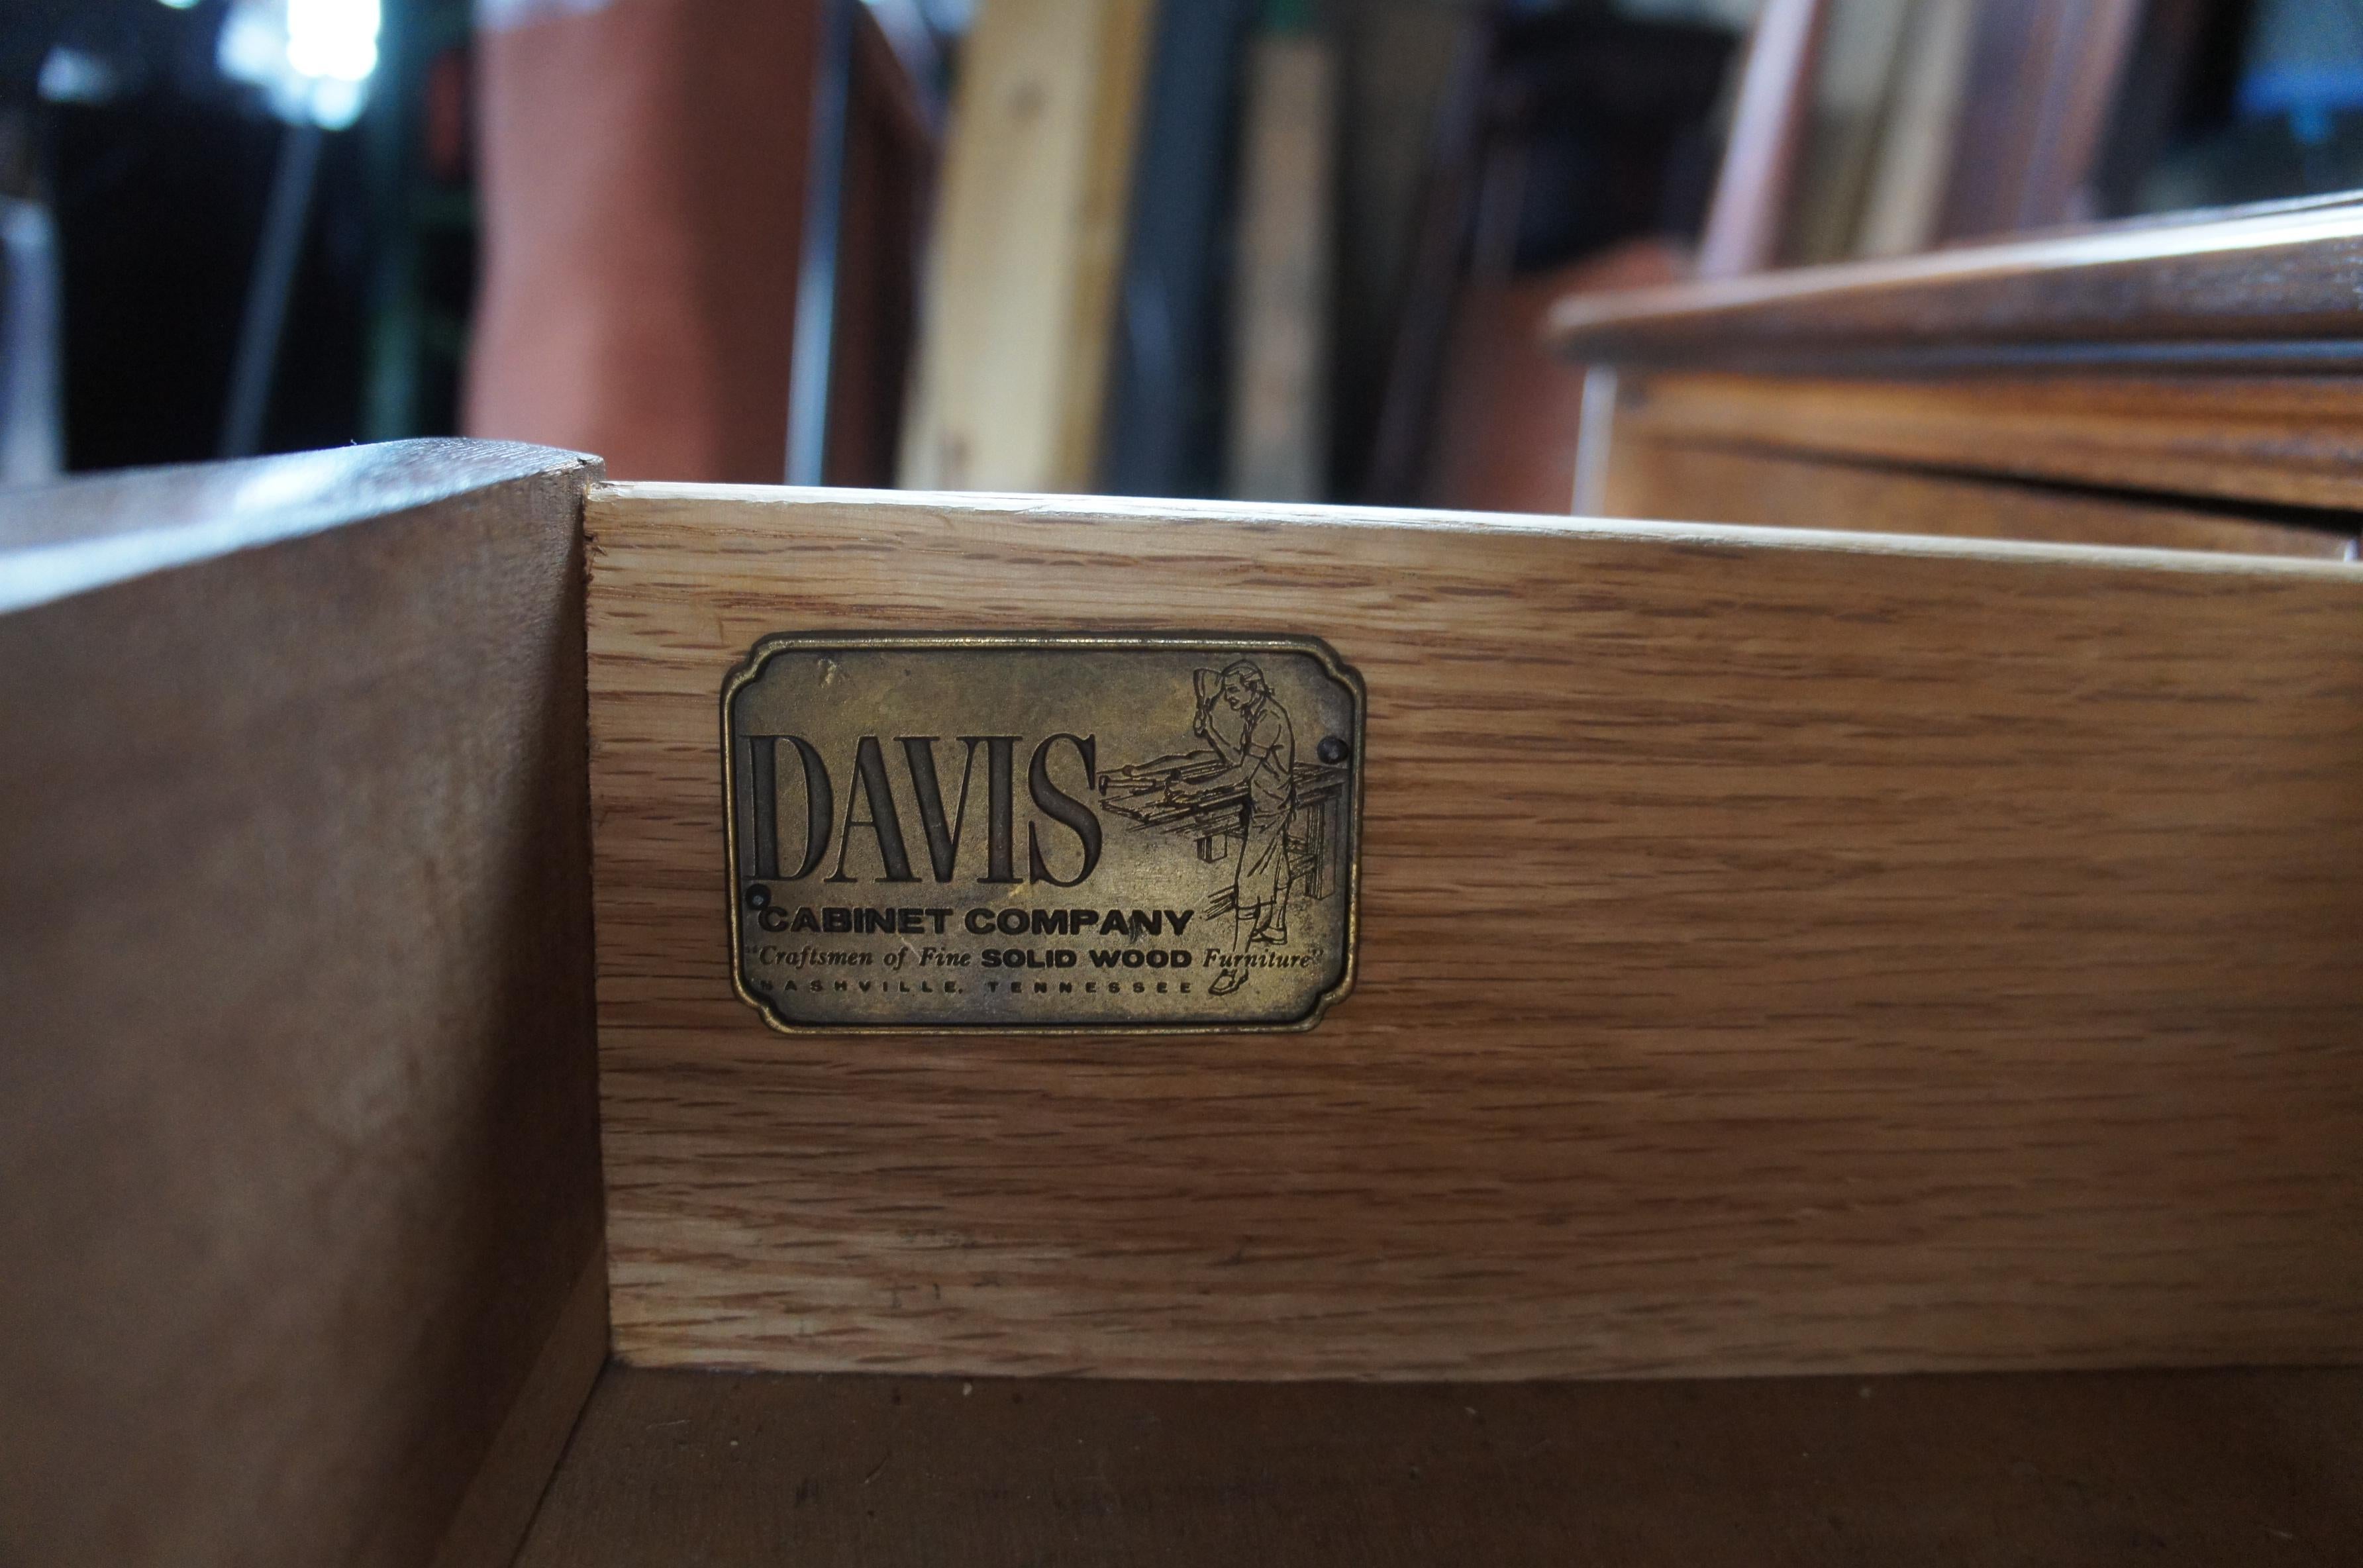 DAVIS
CABINET COMPANY
"Craftsmen of Fine SOLID WOOD Furniture"
NASHVILLE, TENNESSEE